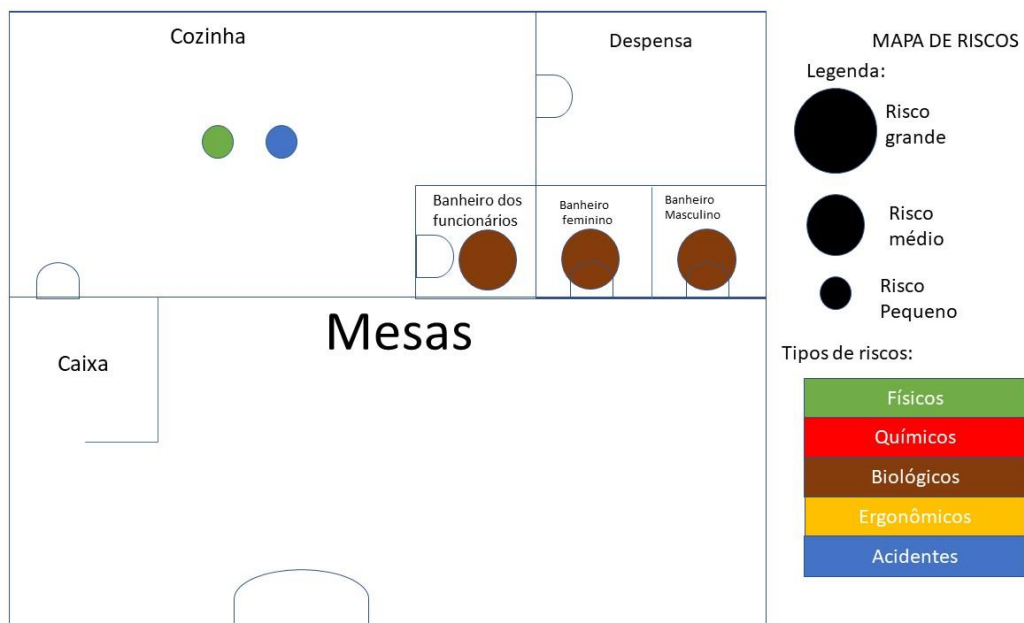 Cozinha
Despensa
Banheiro dos
funcionários
Banheiro
feminino
Banheiro
Masculino
Mesas
Caixa
MAPA DE RISCOS
Legenda:
Risco
grande
Risco
médio
Risco
Pequeno
Tipos de riscos:
Físicos
Químicos
Biológicos
Ergonômicos
Acidentes